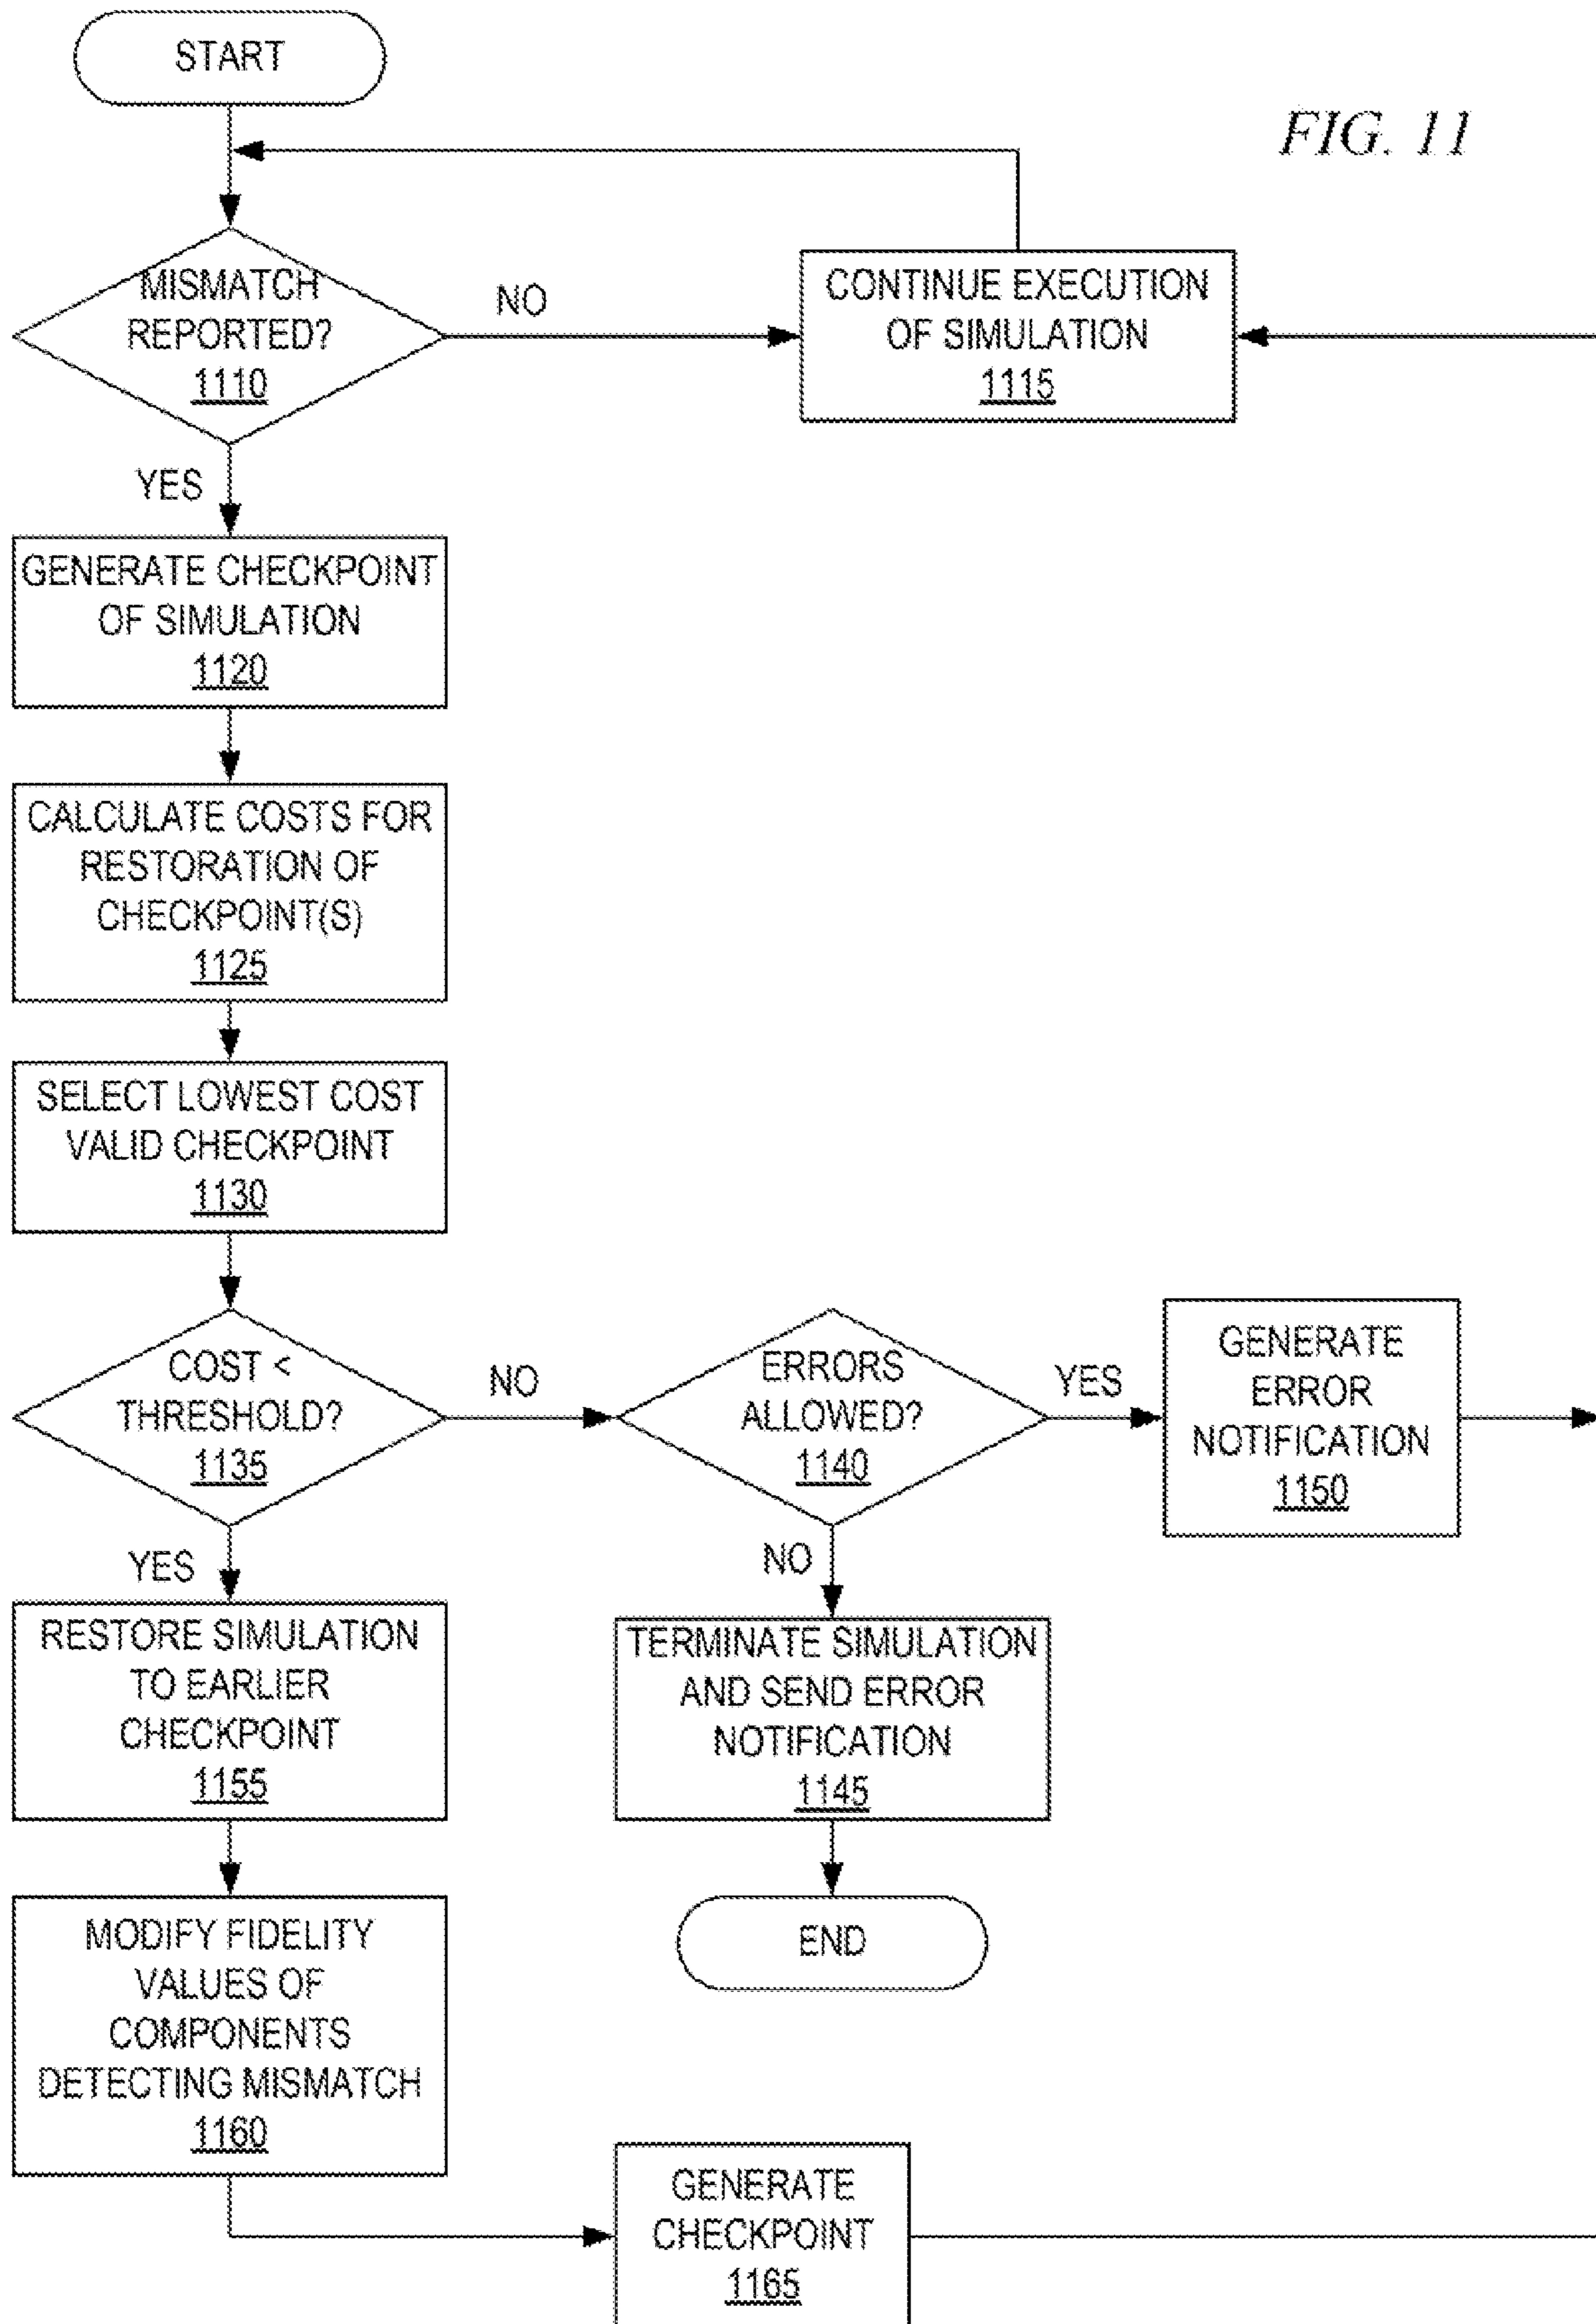 START
FIG. 11
MISMATCH
REPORTED?
1110
NO
CONTINUE EXECUTION
OF SIMULATION
1115
YES
GENERATE CHECKPOINT
OF SIMULATION
1120
CALCULATE COSTS FOR
RESTORATION OF
CHECKPOINT(S)
1125
SELECT LOWEST COST
VALID CHECKPOINT
1130
COST <
THRESHOLD?
1135
NO
ERRORS
ALLOWED?
1140
YES
GENERATE
ERROR
NOTIFICATION
1150
YES
NO
RESTORE SIMULATION
TO EARLIER
CHECKPOINT
1155
TERMINATE SIMULATION
AND SEND ERROR
NOTIFICATION
1145
MODIFY FIDELITY
VALUES OF
COMPONENTS
DETECTING MISMATCH
1160
END
GENERATE
CHECKPOINT
1165